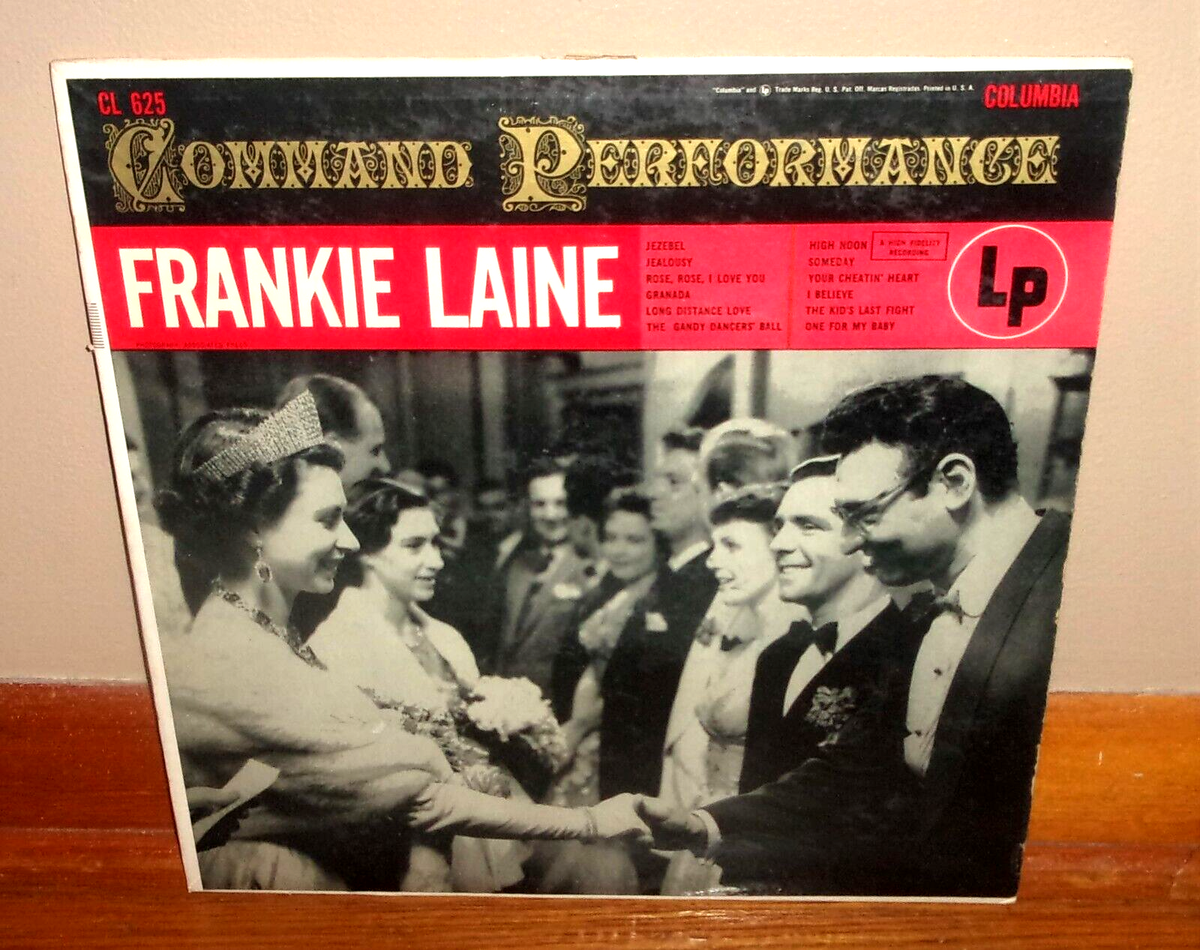 CL 625
"Columbia" and LP Trade Marks Reg. U. S. Pat. Off. Marcas Registradas. Printed in U. S. A.
COLUMBIA
COMMAND PERFORMANCE
FRANKIE LAINE
JEZEBEL
JEALOUSY
ROSE, ROSE, I LOVE YOU
GRANADA
LONG DISTANCE LOVE
THE GANDY DANCERS' BALL
HIGH NOON
SOMEDAY
YOUR CHEATIN' HEART
I BELIEVE
THE KID'S LAST FIGHT
ONE FOR MY BABY
A HIGH FIDELITY
RECORDING
LP